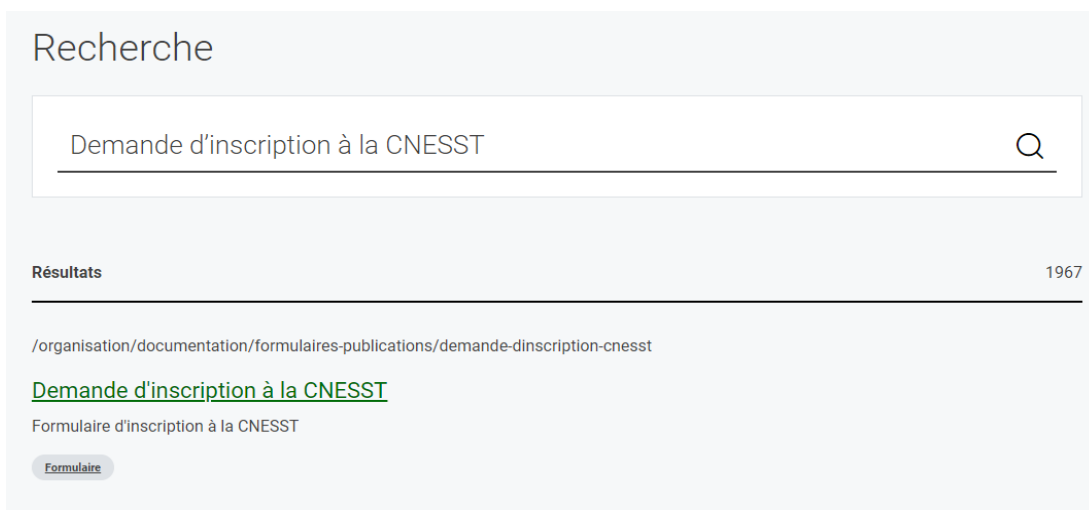 Recherche
Demande d’inscription à la CNESST
Résultats 1967
/organisation/documentation/formulaires-publications/demande-dinscription-cnesst
Demande d'inscription à la CNESST
Formulaire d'inscription à la CNESST
Formulaire